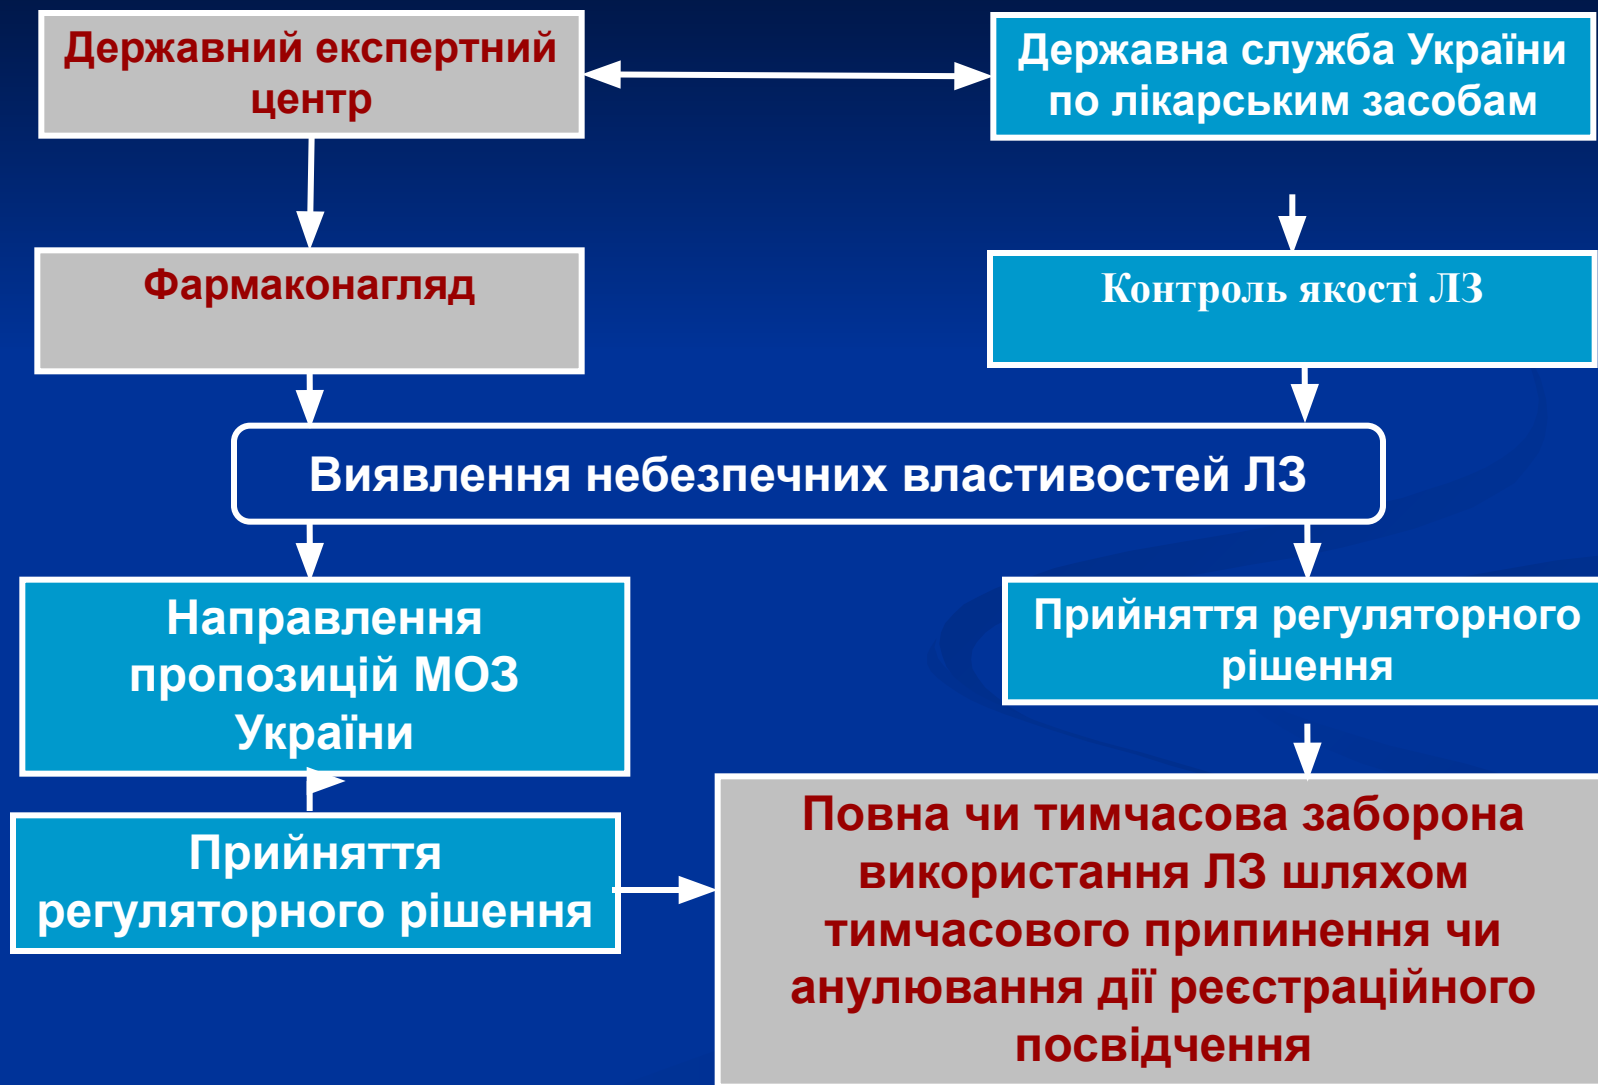 Державний експертний
центр
Державна служба України
по лікарським засобам
Фармаконагляд
Контроль якості ЛЗ
Виявлення небезпечних властивостей ЛЗ
Направлення
пропозицій МОЗ
України
Прийняття регуляторного
рішення
Прийняття
регуляторного рішення
Повна чи тимчасова заборона
використання ЛЗ шляхом
тимчасового припинення чи
анулювання дії реєстраційного
посвідчення